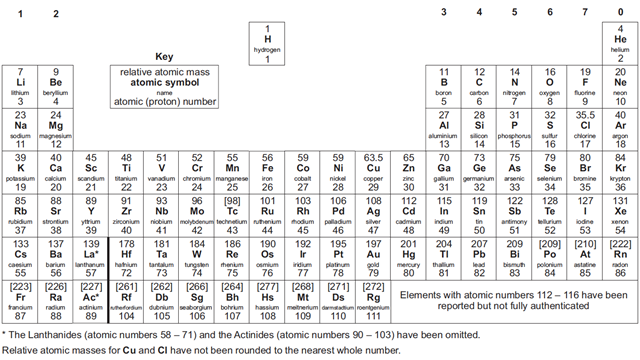 1 2 3 4 5 6 7 0
1 4
H He
hydrogen helium
1 2
Key
relative atomic mass
atomic symbol
name
atomic (proton) number
7 9 11 12 14 16 19 20
Li Be B C N O F Ne
lithium beryllium boron carbon nitrogen oxygen fluorine neon
3 4 5 6 7 8 9 10
23 24 27 28 31 32 35.5 40
Na Mg Al Si P S Cl Ar
sodium magnesium aluminium silicon phosphorus sulfur chlorine argon
11 12 13 14 15 16 17 18
39 40 45 48 51 52 55 56 59 59 63.5 65 70 73 75 79 80 84
K Ca Sc Ti V Cr Mn Fe Co Ni Cu Zn Ga Ge As Se Br Kr
potassium calcium scandium titanium vanadium chromium manganese iron cobalt nickel copper zinc gallium germanium arsenic selenium bromine krypton
19 20 21 22 23 24 25 26 27 28 29 30 31 32 33 34 35 36
85 88 89 91 93 96 [98] 101 103 106 108 112 115 119 122 128 127 131
Rb Sr Y Zr Nb Mo Tc Ru Rh Pd Ag Cd In Sn Sb Te I Xe
rubidium strontium yttrium zirconium niobium molybdenum technetium ruthenium rhodium palladium silver cadmium indium tin antimony tellurium iodine xenon
37 38 39 40 41 42 43 44 45 46 47 48 49 50 51 52 53 54
133 137 139 178 181 184 186 190 192 195 197 201 204 207 209 [209] [210] [222]
Cs Ba La* Hf Ta W Re Os Ir Pt Au Hg Tl Pb Bi Po At Rn
caesium barium lanthanum hafnium tantalum tungsten rhenium osmium iridium platinum gold mercury thallium lead bismuth polonium astatine radon
55 56 57 72 73 74 75 76 77 78 79 80 81 82 83 84 85 86
[223] [226] [227] [261] [262] [266] [264] [277] [268] [271] [272]
Fr Ra Ac* Rf Db Sg Bh Hs Mt Ds Rg
francium radium actinium rutherfordium dubnium seaborgium bohrium hassium meitnerium darmstadtium roentgenium
87 88 89 104 105 106 107 108 109 110 111
Elements with atomic numbers 112 – 116 have been
reported but not fully authenticated
* The Lanthanides (atomic numbers 58 – 71) and the Actinides (atomic numbers 90 – 103) have been omitted.
Relative atomic masses for Cu and Cl have not been rounded to the nearest whole number.